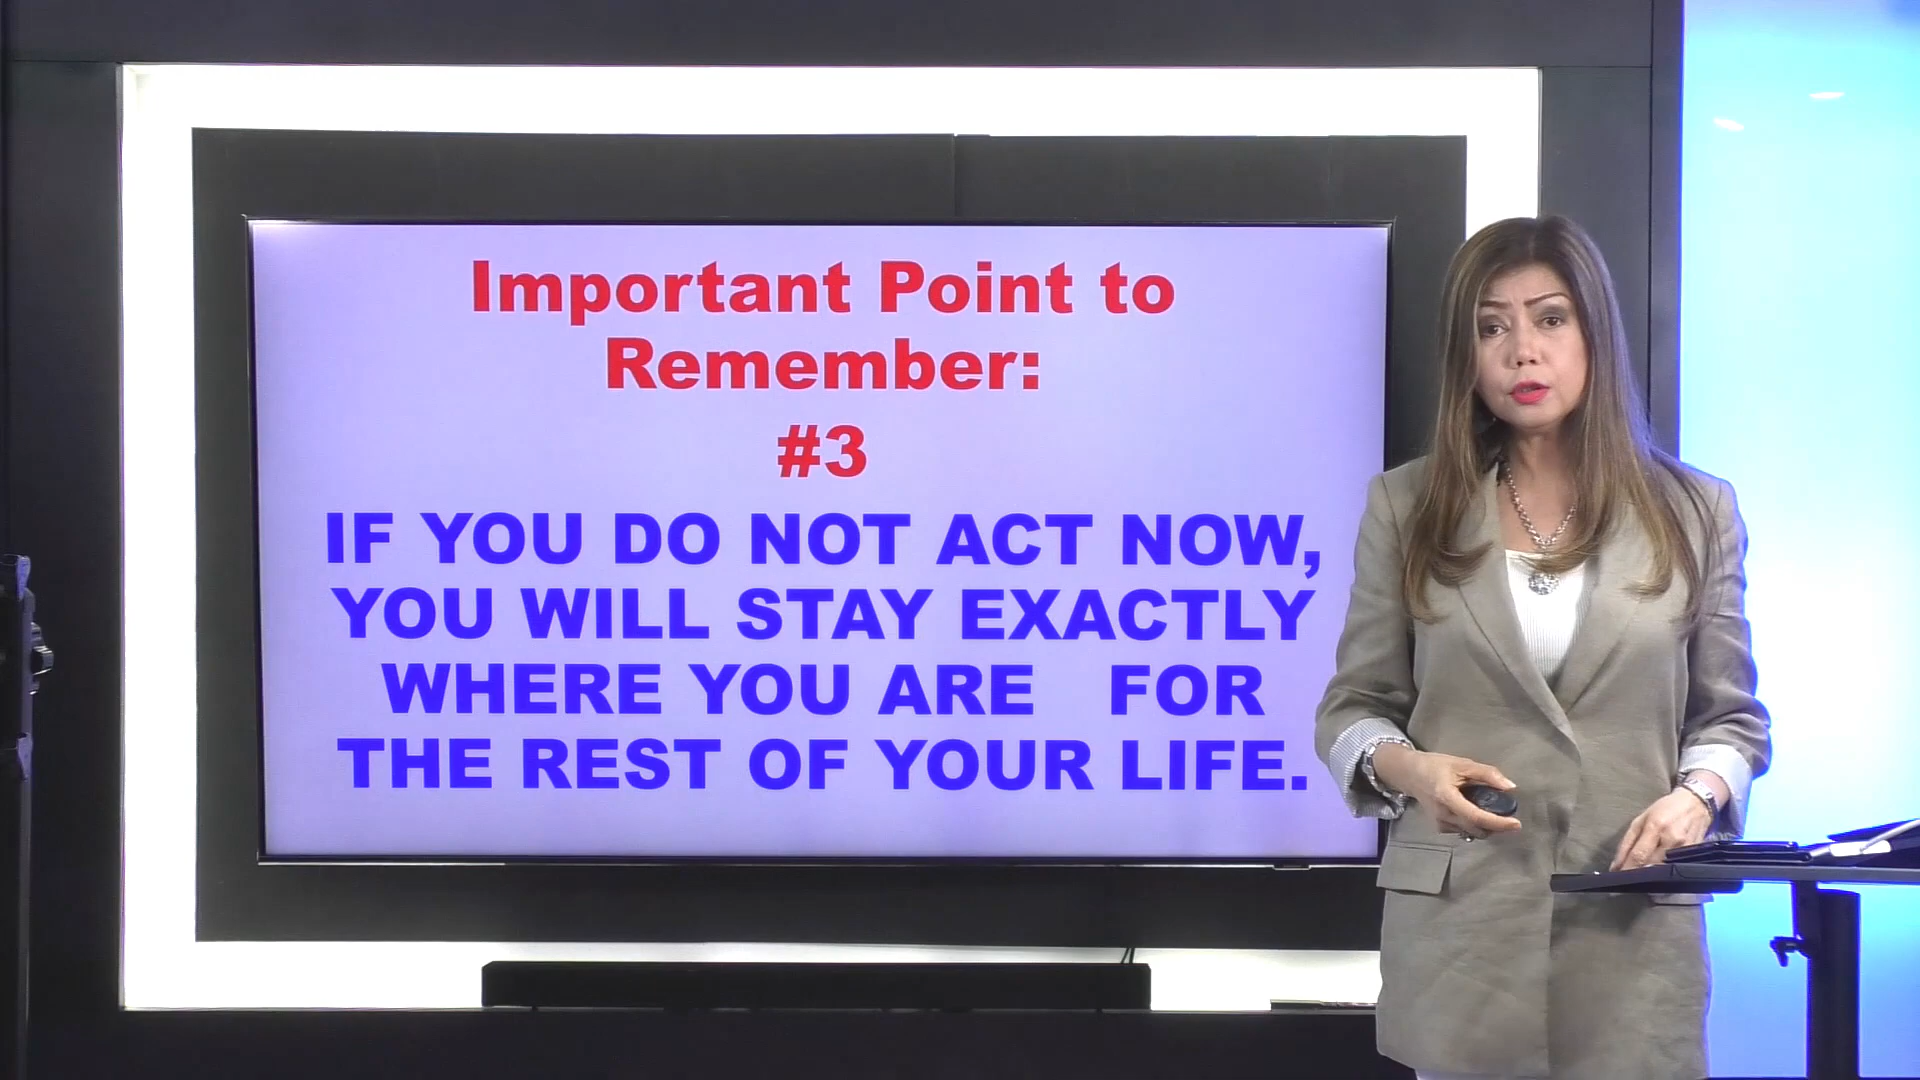 Important Point to
Remember:
#3
IF YOU DO NOT ACT NOW,
YOU WILL STAY EXACTLY
WHERE YOU ARE FOR
THE REST OF YOUR LIFE.